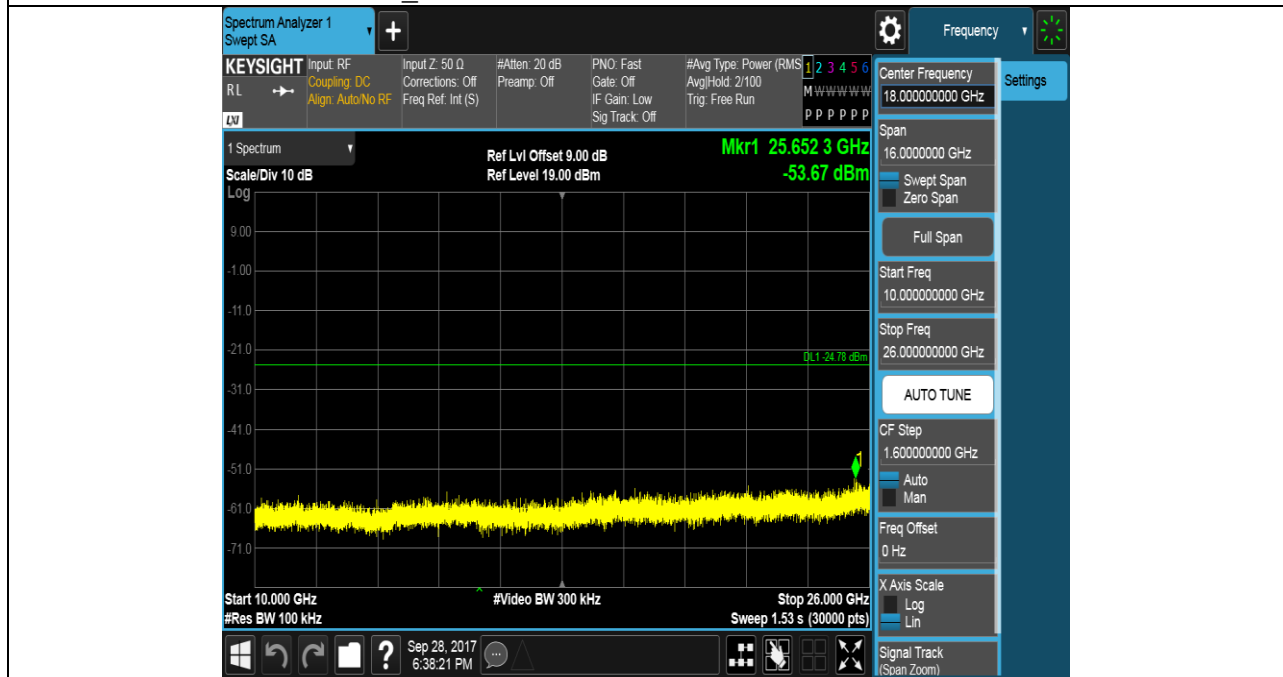 Spectrum Analyzer 1
Swept SA
+
Frequency
KEYSIGHT
RL
LXI
Input: RF
Coupling: DC
Align: Auto/No RF
Input Z: 50 Ω
Corrections: Off
Freq Ref: Int (S)
#Atten: 20 dB
Preamp: Off
PNO: Fast
Gate: Off
IF Gain: Low
Sig Track: Off
#Avg Type: Power (RMS
Avg|Hold: 2/100
Trig: Free Run
1 2 3 4 5 6
M W W W W W
P P P P P P
1 Spectrum
Scale/Div 10 dB
Ref Lvl Offset 9.00 dB
Ref Level 19.00 dBm
Mkr1 25.652 3 GHz
-53.67 dBm
Log
9.00
-1.00
-11.0
-21.0
DL1 -24.78 dBm
-31.0
-41.0
1
-51.0
-61.0
-71.0
Start 10.000 GHz
#Video BW 300 kHz
Stop 26.000 GHz
#Res BW 100 kHz
Sweep 1.53 s (30000 pts)
?
Sep 28, 2017
6:38:21 PM
Center Frequency
18.000000000 GHz
Settings
Span
16.0000000 GHz
Swept Span
Zero Span
Full Span
Start Freq
10.000000000 GHz
Stop Freq
26.000000000 GHz
AUTO TUNE
CF Step
1.600000000 GHz
Auto
Man
Freq Offset
0 Hz
X Axis Scale
Log
Lin
Signal Track
(Span Zoom)